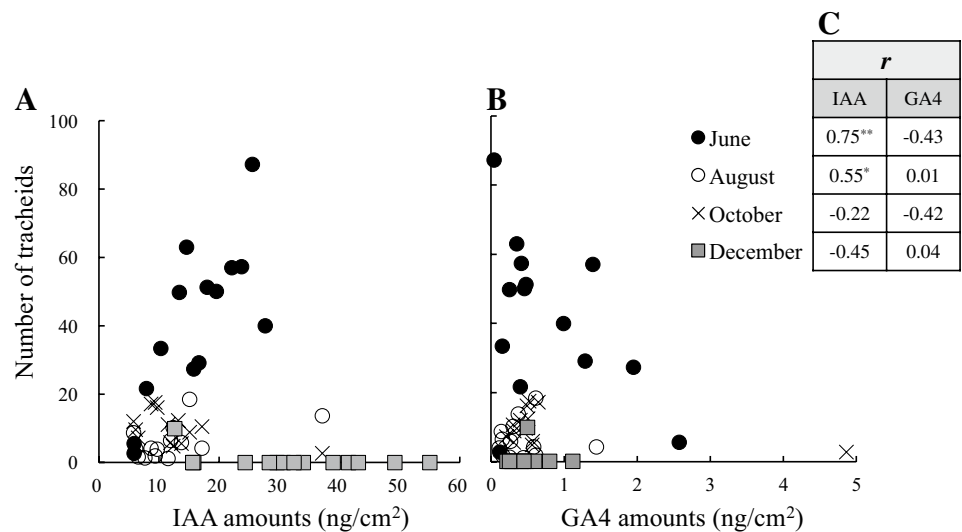 C
r
IAA GA4
0.75** -0.43
0.55* 0.01
-0.22 -0.42
-0.45 0.04
A
B
June
August
October
December
Number of tracheids
100
80
60
40
20
0
0 10 20 30 40 50 60
IAA amounts (ng/cm²)
0 1 2 3 4 5
GA4 amounts (ng/cm²)